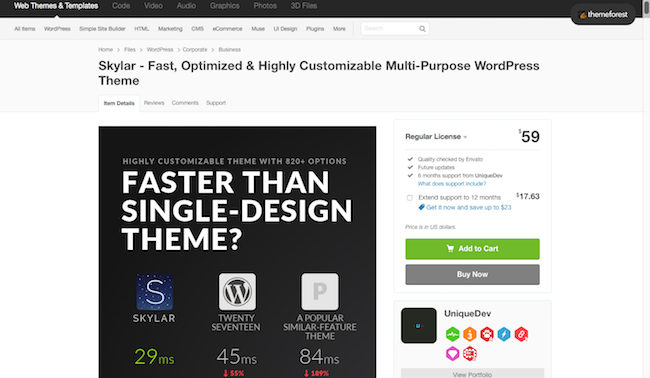 Web Themes & Templates Code Video Audio Graphics Photos 3D Files
themeforest
All Items WordPress Simple Site Builder HTML Marketing CMS eCommerce Muse UI Design Plugins More Search
Home > Files > WordPress > Corporate > Business
Skylar - Fast, Optimized & Highly Customizable Multi-Purpose WordPress
Theme
Item Details Reviews Comments Support
HIGHLY CUSTOMIZABLE THEME WITH 820+ OPTIONS
FASTER THAN
SINGLE-DESIGN
THEME?
SKYLAR
TWENTY
SEVENTEEN
A POPULAR
SIMILAR-FEATURE
THEME
29ms 45ms 84ms
55% 189%
Regular License $59
Quality checked by Envato
Future updates
6 months support from UniqueDev
What does support include?
Extend support to 12 months $17.63
Get it now and save up to $23
Price is in US dollars.
Add to Cart
Buy Now
UniqueDev
View Portfolio